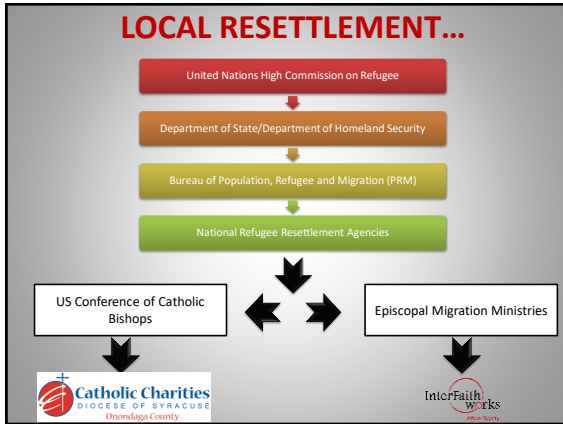 LOCAL RESETTLEMENT...
United Nations High Commission on Refugee
Department of State/Department of Homeland Security
Bureau of Population, Refugee and Migration (PRM)
National Refugee Resettlement Agencies
US Conference of Catholic
Bishops
Episcopal Migration Ministries
Catholic Charities
DIOCESE OF SYRACUSE
Onondaga County
InterFaith
works